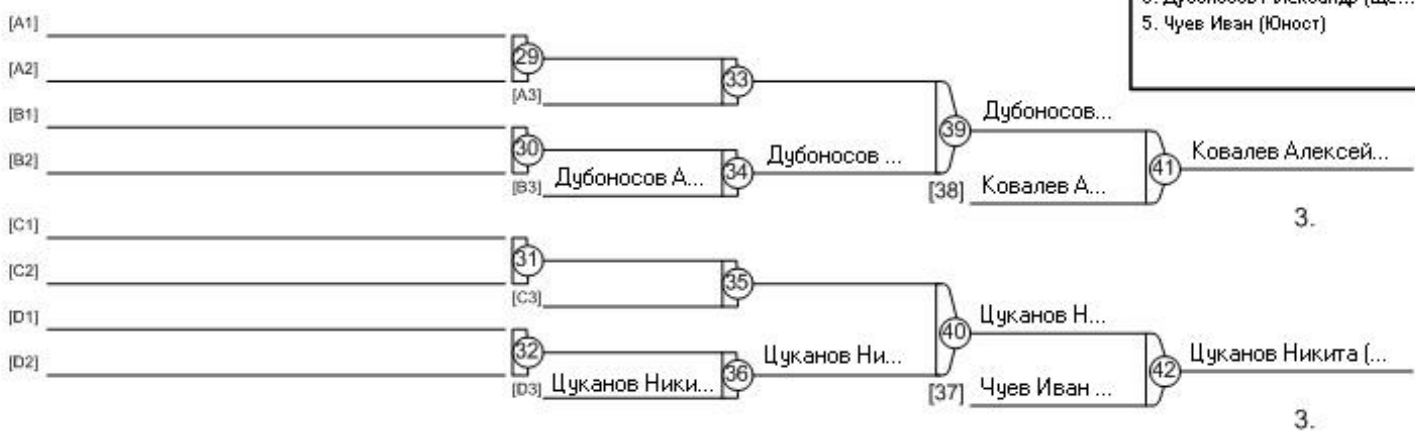 5. Чуев Иван (Юност)
[A1]
[A2]
29
33
[A3]
[B1]
Дубоносов...
39
30
[B2]
Дубоносов ...
Ковалев Алексей...
34
41
[B3] Дубоносов А...
[38] Ковалев А...
3.
[C1]
31
[C2]
35
[C3]
[D1]
Цуканов Н...
40
32
[D2]
Цуканов Ни...
Цуканов Никита (...
36
42
[D3] Цуканов Ники...
[37] Чуев Иван ...
3.